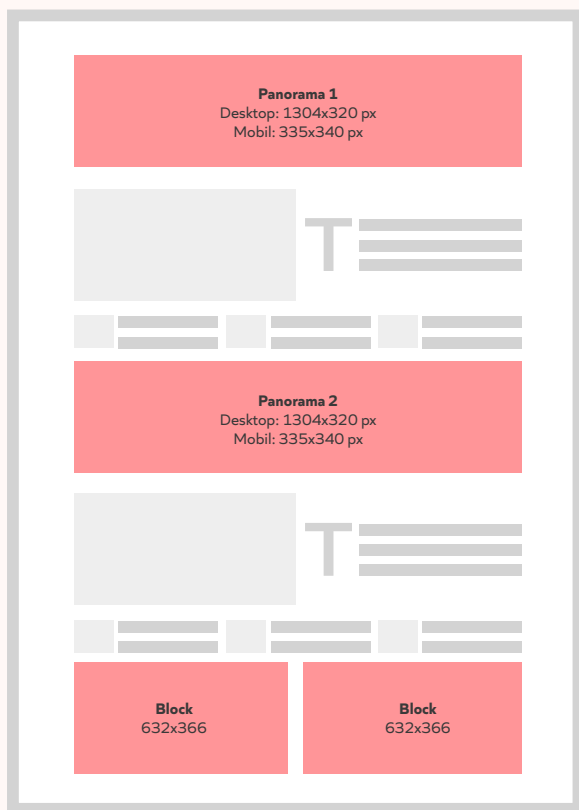 Panorama 1
Desktop: 1304x320 px
Mobil: 335x340 px
T
Panorama 2
Desktop: 1304x320 px
Mobil: 335x340 px
T
Block
632x366
Block
632x366